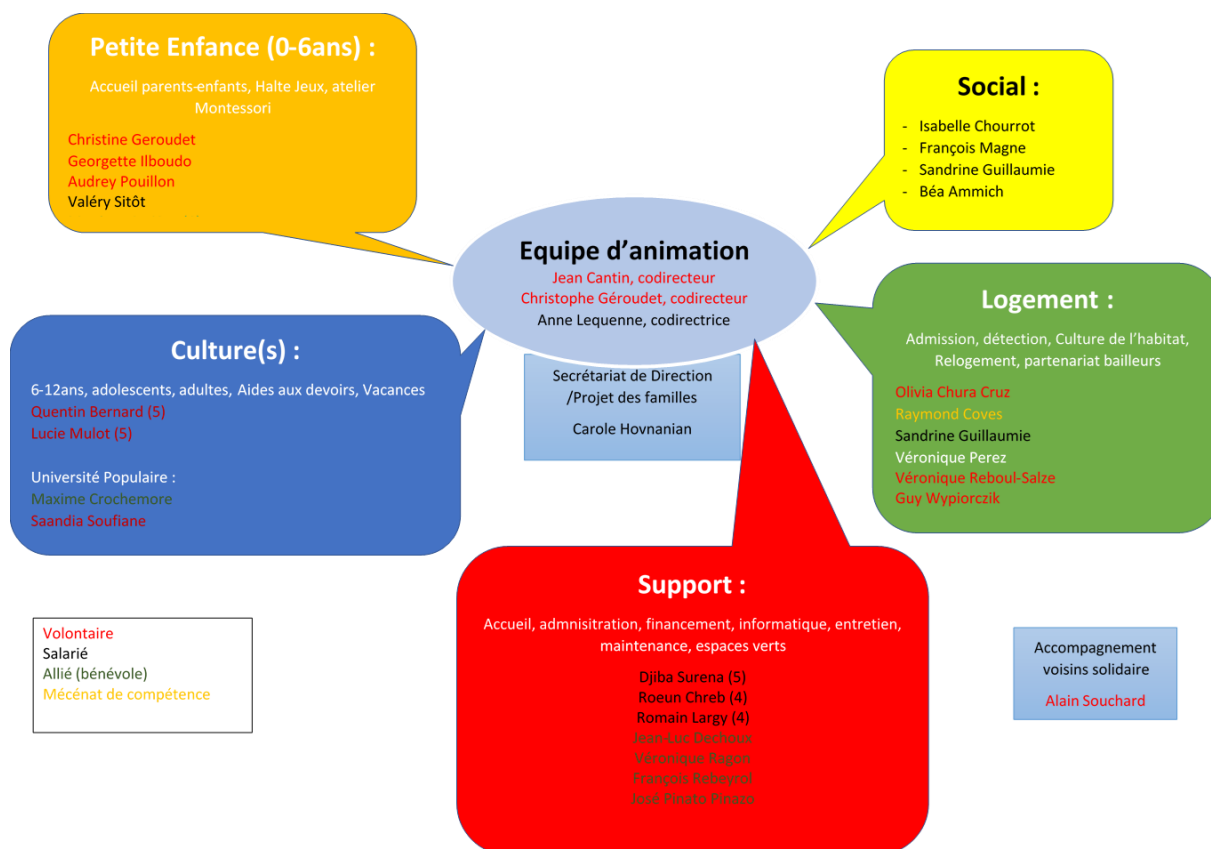 Petite Enfance (0-6ans) :
Accueil parents-enfants, Halte Jeux, atelier
Montessori
Christine Geroudet
Georgette Ilboudo
Audrey Pouillon
Valéry Sitôt
Social :
- Isabelle Chourrot
- François Magne
- Sandrine Guillaumie
- Béa Ammich
Equipe d’animation
Jean Cantin, codirecteur
Christophe Géroudet, codirecteur
Anne Lequenne, codirectrice
Secrétariat de Direction
/Projet des familles
Carole Hovnanian
Culture(s) :
6-12ans, adolescents, adultes, Aides aux devoirs, Vacances
Quentin Bernard (5)
Lucie Mulot (5)
Université Populaire :
Maxime Crochemore
Saandia Soufiane
Logement :
Admission, détection, Culture de l’habitat,
Relogement, partenariat bailleurs
Olivia Chura Cruz
Raymond Coves
Sandrine Guillaumie
Véronique Perez
Véronique Reboul-Salze
Guy Wypiorczik
Support :
Accueil, admnisitration, financement, informatique, entretien,
maintenance, espaces verts
Djiba Surena (5)
Roeun Chreb (4)
Romain Largy (4)
Jean-Luc Dechoux
Véronique Ragon
François Rebeyrol
José Pinato Pinazo
Volontaire
Salarié
Allié (bénévole)
Mécénat de compétence
Accompagnement
voisins solidaire
Alain Souchard